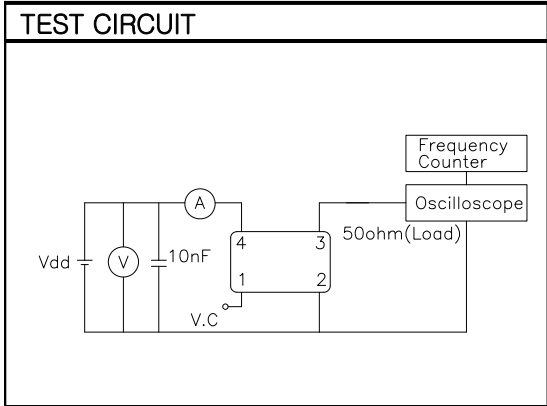 TEST CIRCUIT
Frequency
Counter
A
Oscilloscope
4
3
50ohm(Load)
Vdd
V
10nF
1
2
V.C